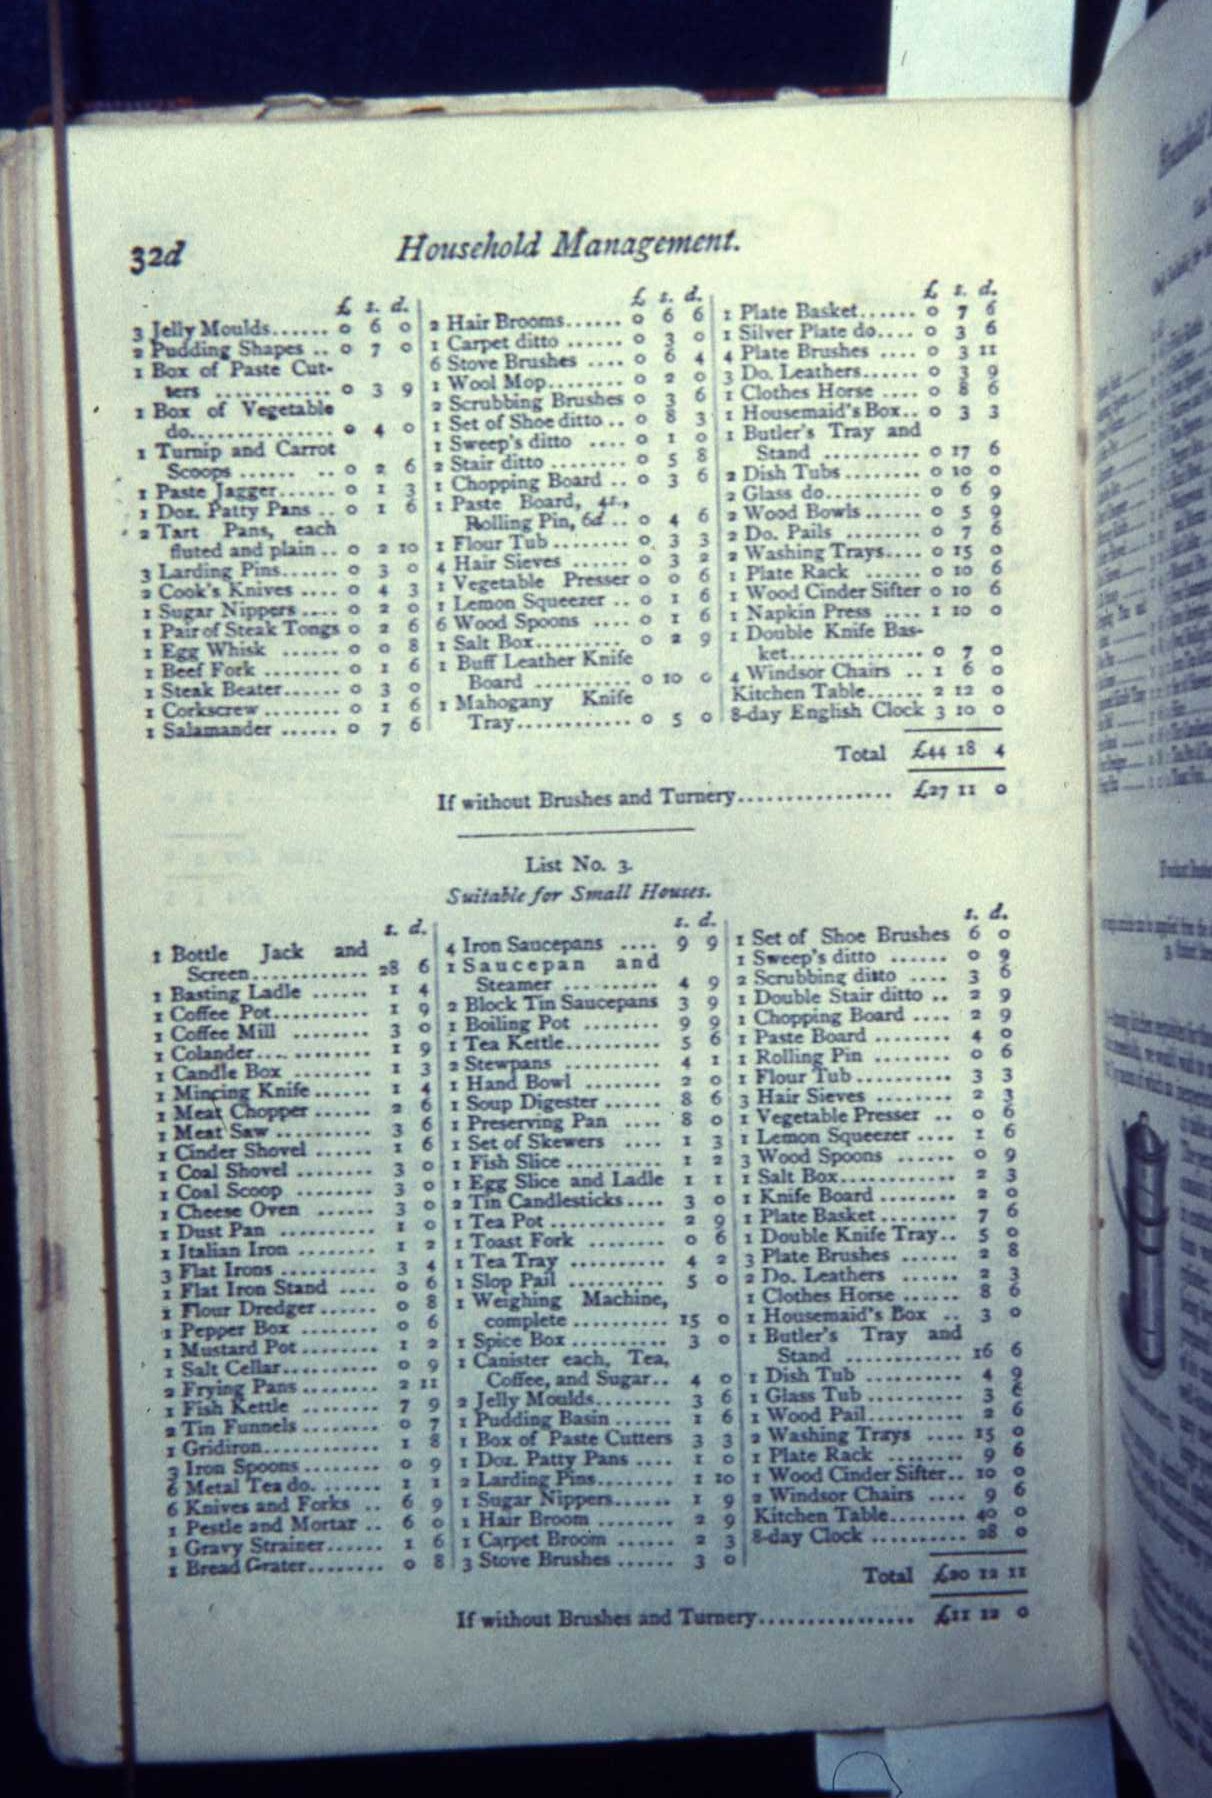 32d
Household Management.
£ s. d.
3 Jelly Moulds...... 0 6 0
2 Pudding Shapes .. 0 7 0
1 Box of Paste Cut-
ters ............ 0 3 9
1 Box of Vegetable
do............... 0 4 0
1 Turnip and Carrot
Scoops ...... .. 0 2 6
1 Paste Jagger...... 0 1 3
1 Doz. Patty Pans .. 0 1 6
2 Tart Pans, each
fluted and plain .. 0 2 10
3 Larding Pins...... 0 3 0
2 Cook's Knives .... 0 4 3
1 Sugar Nippers .... 0 2 0
1 Pair of Steak Tongs 0 2 6
1 Egg Whisk ...... 0 0 8
1 Beef Fork ........ 0 1 6
1 Steak Beater...... 0 3 0
1 Corkscrew ........ 0 1 6
1 Salamander ...... 0 7 6
£ s. d.
2 Hair Brooms...... 0 6 6
1 Carpet ditto ...... 0 3 0
6 Stove Brushes .... 0 6 4
1 Wool Mop........ 0 2 0
2 Scrubbing Brushes 0 3 6
1 Set of Shoe ditto .. 0 8 3
1 Sweep's ditto .... 0 1 0
2 Stair ditto ........ 0 5 8
1 Chopping Board .. 0 3 6
1 Paste Board, 4s.,
Rolling Pin, 6d .. 0 4 6
1 Flour Tub ........ 0 3 3
4 Hair Sieves ...... 0 3 2
1 Vegetable Presser 0 0 6
1 Lemon Squeezer .. 0 1 6
6 Wood Spoons .... 0 1 6
1 Salt Box......... 0 2 9
1 Buff Leather Knife
Board .......... 0 10 0
1 Mahogany Knife
Tray............ 0 5 0
£ s. d.
1 Plate Basket...... 0 7 6
1 Silver Plate do.... 0 3 6
4 Plate Brushes .... 0 3 11
3 Do. Leathers...... 0 3 9
1 Clothes Horse .... 0 8 6
1 Housemaid's Box.. 0 3 3
1 Butler's Tray and
Stand .......... 0 17 6
2 Dish Tubs ........ 0 10 0
2 Glass do.......... 0 6 9
2 Wood Bowls ...... 0 5 9
2 Do. Pails ........ 0 7 6
2 Washing Trays.... 0 15 0
1 Plate Rack ...... 0 10 6
1 Wood Cinder Sifter 0 10 6
1 Napkin Press .... 1 10 0
1 Double Knife Bas-
ket.............. 0 7 0
4 Windsor Chairs .. 1 6 0
Kitchen Table...... 2 12 0
8-day English Clock 3 10 0
Total £44 18 4
If without Brushes and Turnery................ £27 11 0
List No. 3.
Suitable for Small Houses.
s. d.
1 Bottle Jack and
Screen............ 28 6
1 Basting Ladle ...... 1 4
1 Coffee Pot.......... 1 9
1 Coffee Mill ........ 3 0
1 Colander............ 1 9
1 Candle Box ........ 1 3
1 Mincing Knife...... 1 4
1 Meat Chopper ...... 2 6
1 Meat Saw .......... 3 6
1 Cinder Shovel ...... 1 6
1 Coal Shovel ........ 3 0
1 Coal Scoop ........ 3 0
1 Cheese Oven ...... 3 0
1 Dust Pan .......... 1 0
1 Italian Iron ........ 1 2
3 Flat Irons .......... 3 4
1 Flat Iron Stand .... 0 6
1 Flour Dredger ...... 0 8
1 Pepper Box ........ 0 6
1 Mustard Pot........ 1 2
1 Salt Cellar.......... 0 9
2 Frying Pans ........ 2 11
1 Fish Kettle ........ 7 9
2 Tin Funnels ........ 0 7
1 Gridiron............ 1 8
3 Iron Spoons ........ 0 9
6 Metal Tea do. ...... 1 1
6 Knives and Forks .. 6 9
1 Pestle and Mortar .. 6 0
1 Gravy Strainer...... 1 6
1 Bread Grater........ 0 8
s. d.
4 Iron Saucepans .... 9 9
1 Saucepan and
Steamer .......... 4 9
2 Block Tin Saucepans 3 9
1 Boiling Pot ........ 9 9
1 Tea Kettle.......... 5 6
2 Stewpans .......... 4 1
1 Hand Bowl ........ 2 0
1 Soup Digester ...... 8 6
1 Preserving Pan .... 8 0
1 Set of Skewers .... 1 3
1 Fish Slice .......... 1 2
1 Egg Slice and Ladle 1 1
2 Tin Candlesticks.... 3 0
1 Tea Pot ............ 2 9
1 Toast Fork ........ 0 6
1 Tea Tray .......... 4 2
1 Slop Pail .......... 5 0
1 Weighing Machine,
complete .......... 15 0
1 Spice Box .......... 3 0
1 Canister each, Tea,
Coffee, and Sugar.. 4 0
2 Jelly Moulds........ 3 6
1 Pudding Basin ...... 1 6
1 Box of Paste Cutters 3 3
1 Doz. Patty Pans .... 1 0
2 Larding Pins........ 1 10
1 Sugar Nippers...... 1 9
1 Hair Broom ........ 2 9
1 Carpet Broom ...... 2 3
3 Stove Brushes ...... 3 0
s. d.
1 Set of Shoe Brushes 6 0
1 Sweep's ditto ...... 0 9
2 Scrubbing ditto .... 3 6
1 Double Stair ditto .. 2 9
1 Chopping Board .... 2 9
1 Paste Board ........ 4 0
1 Rolling Pin ........ 0 6
1 Flour Tub .......... 3 3
3 Hair Sieves ........ 2 3
1 Vegetable Presser .. 0 6
1 Lemon Squeezer .... 1 6
3 Wood Spoons ...... 0 9
1 Salt Box............ 2 3
1 Knife Board ........ 2 0
1 Plate Basket........ 7 6
1 Double Knife Tray.. 5 0
3 Plate Brushes ...... 2 8
2 Do. Leathers ...... 2 3
1 Clothes Horse ...... 8 6
1 Housemaid's Box .. 3 0
1 Butler's Tray and
Stand ............ 16 6
1 Dish Tub .......... 4 9
1 Glass Tub .......... 3 6
1 Wood Pail.......... 2 6
2 Washing Trays .... 15 0
1 Plate Rack ........ 9 6
1 Wood Cinder Sifter.. 10 0
2 Windsor Chairs .... 9 6
Kitchen Table........ 40 0
8-day Clock .......... 28 0
Total £20 12 11
If without Brushes and Turnery................ £11 12 0